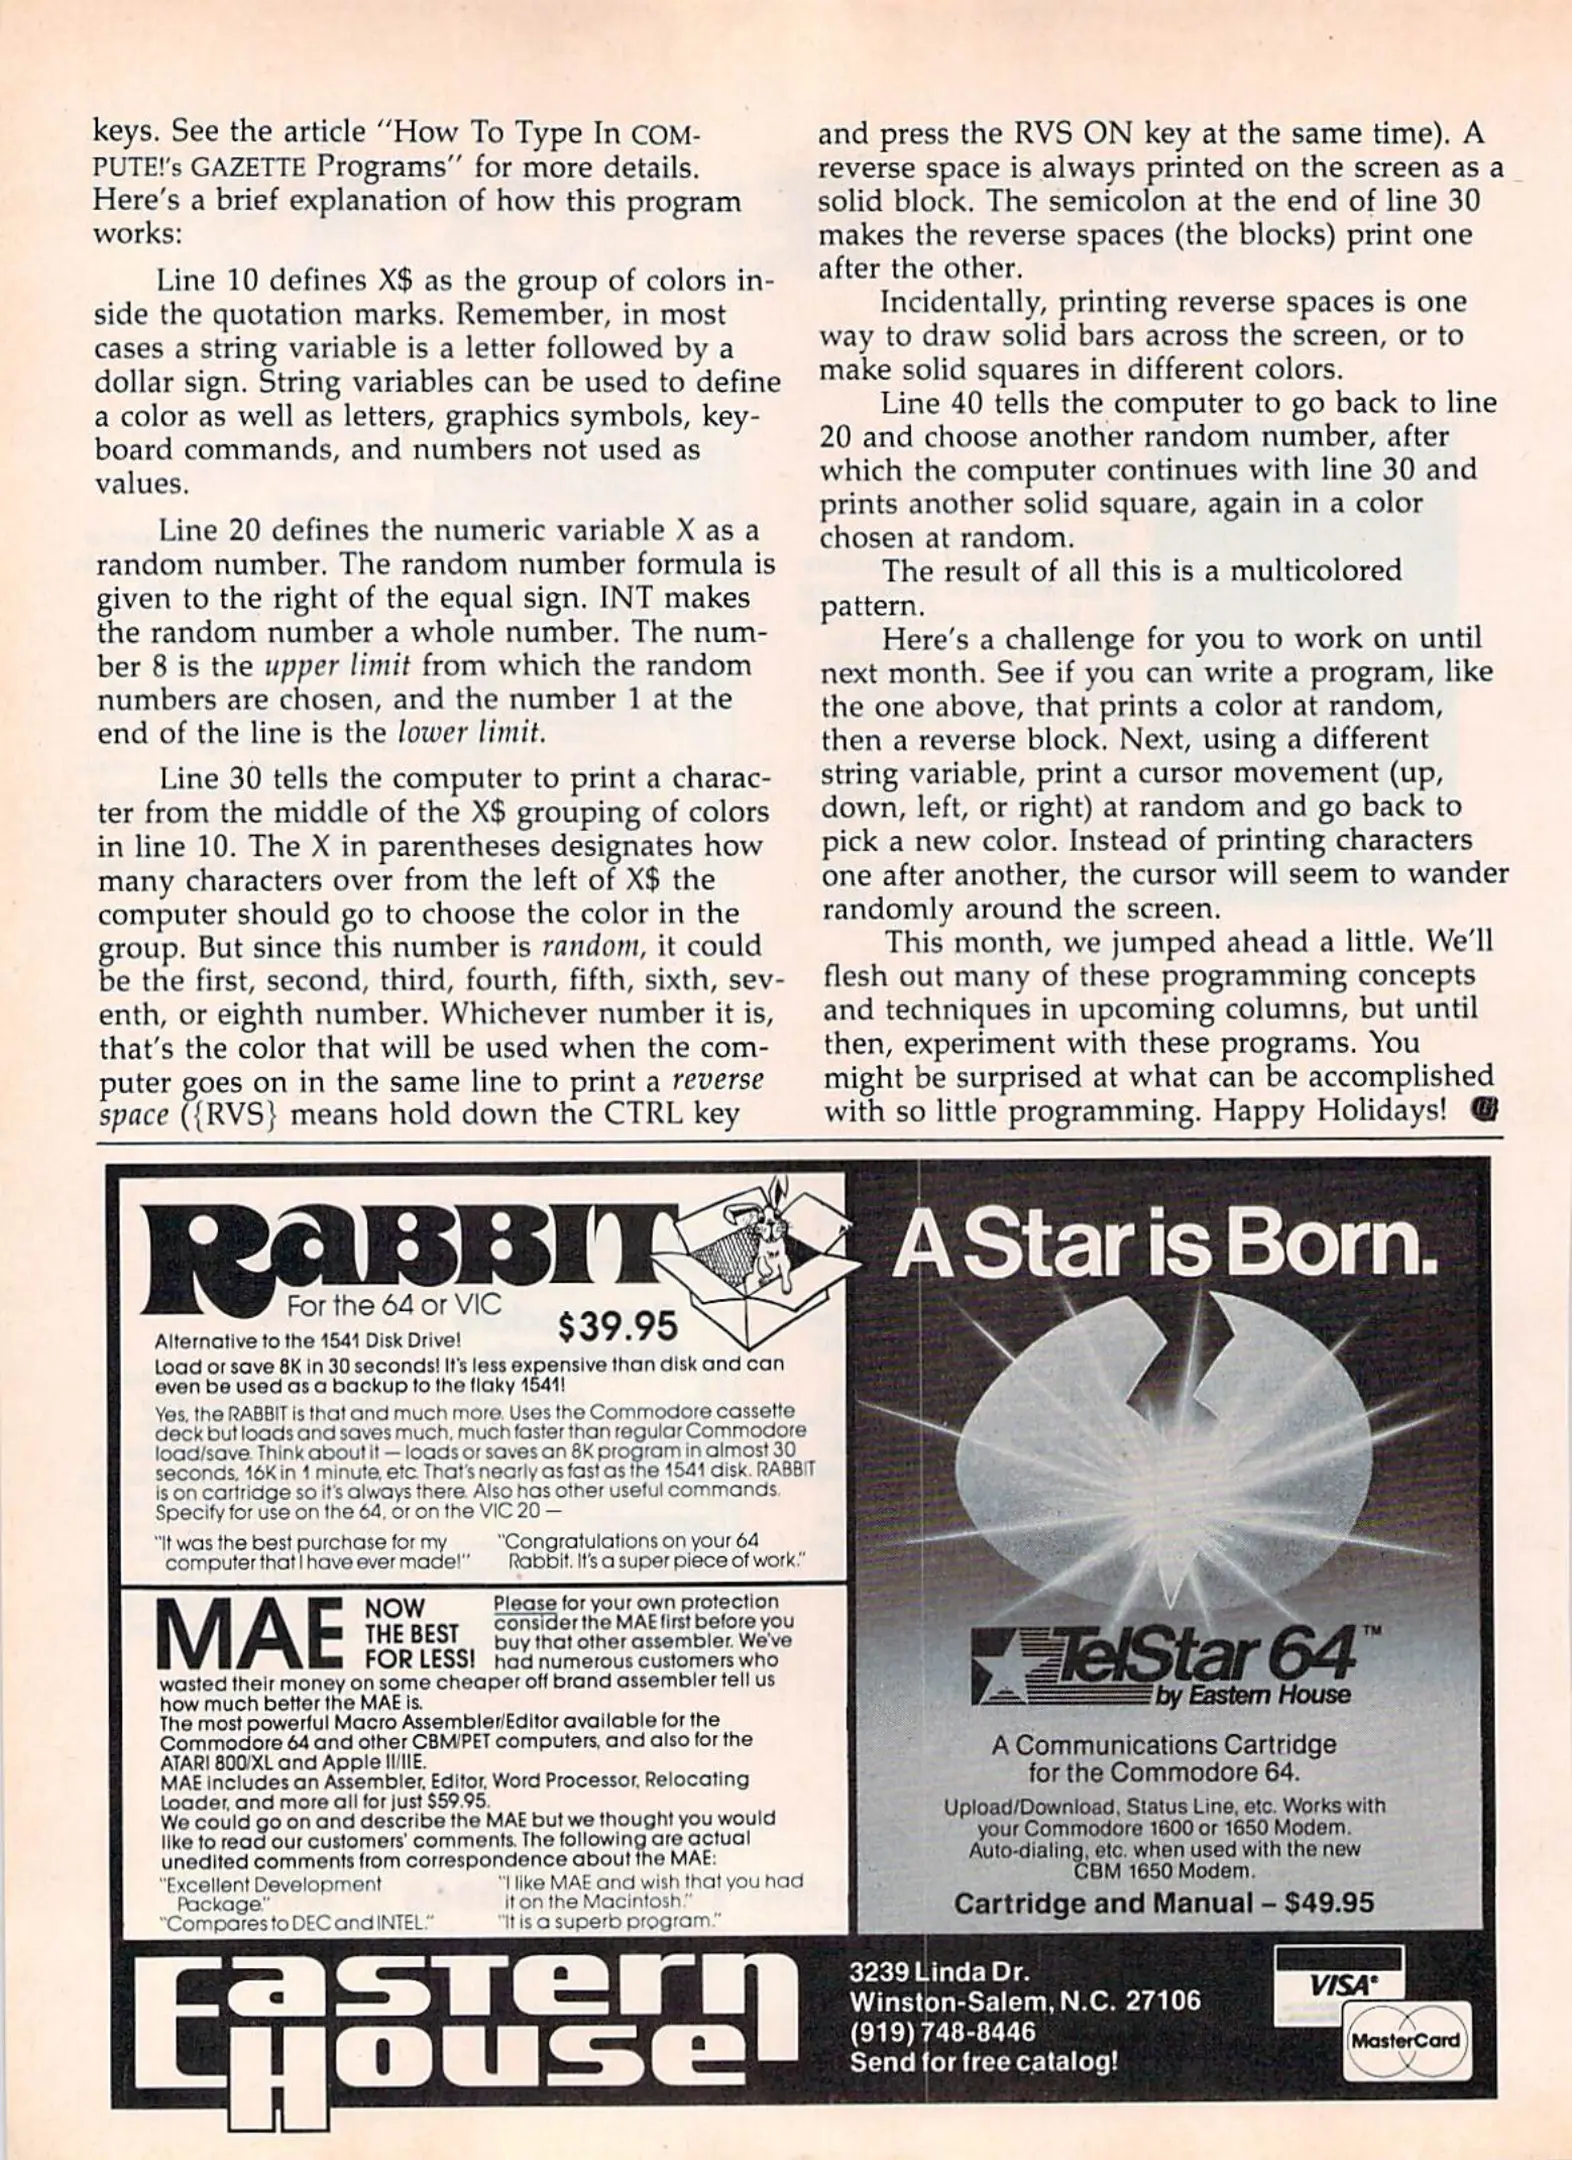 keys. See the article "How To Type In COM-
PUTE!'s GAZETTE Programs" for more details.
Here's a brief explanation of how this program
works:
Line 10 defines X$ as the group of colors in-
side the quotation marks. Remember, in most
cases a string variable is a letter followed by a
dollar sign. String variables can be used to define
a color as well as letters, graphics symbols, key-
board commands, and numbers not used as
values.
Line 20 defines the numeric variable X as a
random number. The random number formula is
given to the right of the equal sign. INT makes
the random number a whole number. The num-
ber 8 is the upper limit from which the random
numbers are chosen, and the number 1 at the
end of the line is the lower limit.
Line 30 tells the computer to print a charac-
ter from the middle of the X$ grouping of colors
in line 10. The X in parentheses designates how
many characters over from the left of X$ the
computer should go to choose the color in the
group. But since this number is random, it could
be the first, second, third, fourth, fifth, sixth, sev-
enth, or eighth number. Whichever number it is,
that's the color that will be used when the com-
puter goes on in the same line to print a reverse
space ({RVS} means hold down the CTRL key
and press the RVS ON key at the same time). A
reverse space is always printed on the screen as a
solid block. The semicolon at the end of line 30
makes the reverse spaces (the blocks) print one
after the other.
Incidentally, printing reverse spaces is one
way to draw solid bars across the screen, or to
make solid squares in different colors.
Line 40 tells the computer to go back to line
20 and choose another random number, after
which the computer continues with line 30 and
prints another solid square, again in a color
chosen at random.
The result of all this is a multicolored
pattern.
Here's a challenge for you to work on until
next month. See if you can write a program, like
the one above, that prints a color at random,
then a reverse block. Next, using a different
string variable, print a cursor movement (up,
down, left, or right) at random and go back to
pick a new color. Instead of printing characters
one after another, the cursor will seem to wander
randomly around the screen.
This month, we jumped ahead a little. We'll
flesh out many of these programming concepts
and techniques in upcoming columns, but until
then, experiment with these programs. You
might be surprised at what can be accomplished
with so little programming. Happy Holidays! G
RABBIT
For the 64 or VIC
$39.95
Alternative to the 1541 Disk Drive!
Load or save 8K in 30 seconds! It's less expensive than disk and can
even be used as a backup to the flaky 1541!
Yes, the RABBIT is that and much more. Uses the Commodore cassette
deck but loads and saves much, much faster than regular Commodore
load/save. Think about it — loads or saves an 8K program in almost 30
seconds, 16K in 1 minute, etc. That's nearly as fast as the 1541 disk. RABBIT
is on cartridge so it's always there. Also has other useful commands.
Specify for use on the 64, or on the VIC 20 —
"It was the best purchase for my
computer that I have ever made!"
"Congratulations on your 64
Rabbit. It's a super piece of work."
MAE
NOW
THE BEST
FOR LESS!
Please for your own protection
consider the MAE first before you
buy that other assembler. We've
had numerous customers who
wasted their money on some cheaper off brand assembler tell us
how much better the MAE is.
The most powerful Macro Assembler/Editor available for the
Commodore 64 and other CBM/PET computers, and also for the
ATARI 800/XL and Apple II/IIE.
MAE includes an Assembler, Editor, Word Processor, Relocating
Loader, and more all for just $59.95.
We could go on and describe the MAE but we thought you would
like to read our customers' comments. The following are actual
unedited comments from correspondence about the MAE:
"Excellent Development
Package."
"Compares to DEC and INTEL."
"I like MAE and wish that you had
it on the Macintosh."
"It is a superb program."
A Star is Born.
TelStar 64™
by Eastern House
A Communications Cartridge
for the Commodore 64.
Upload/Download, Status Line, etc. Works with
your Commodore 1600 or 1650 Modem.
Auto-dialing, etc. when used with the new
CBM 1650 Modem.
Cartridge and Manual – $49.95
Eastern
House
3239 Linda Dr.
Winston-Salem, N.C. 27106
(919) 748-8446
Send for free catalog!
VISA®
MasterCard